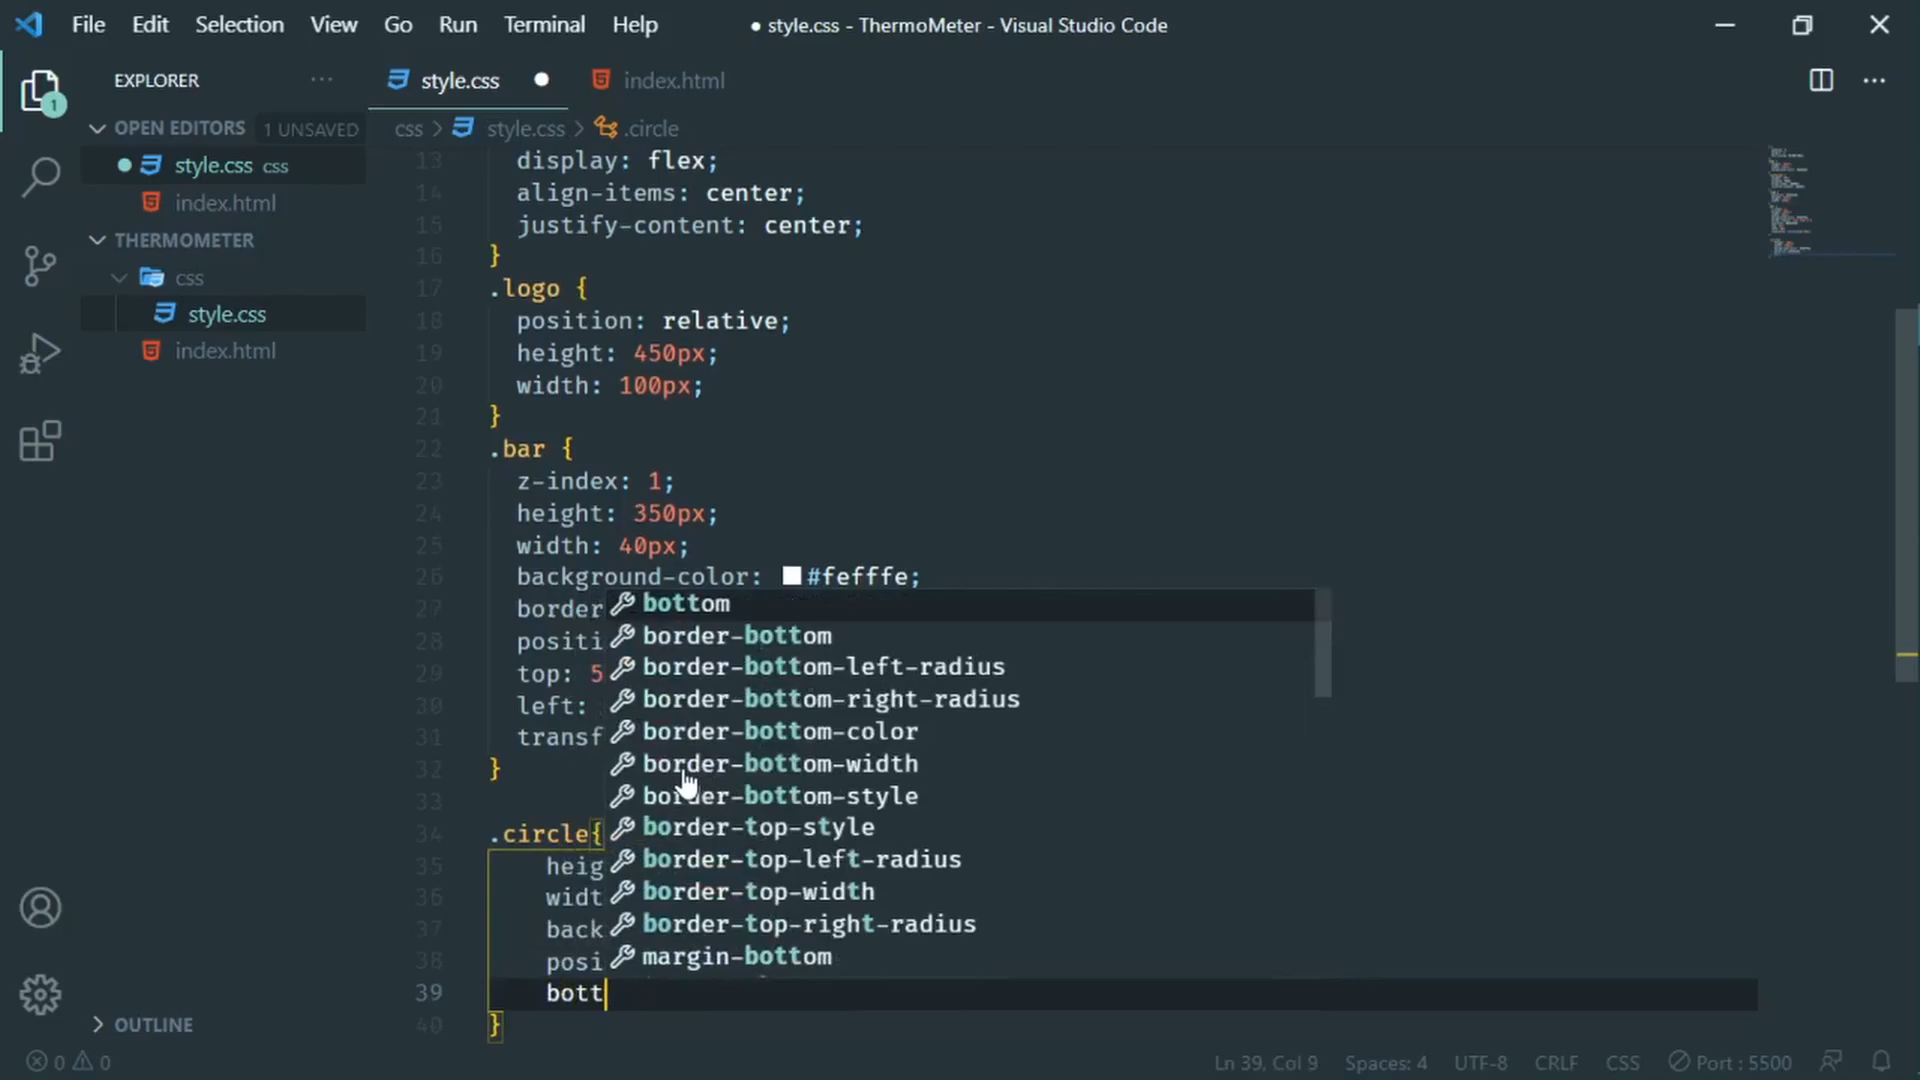 File Edit Selection View Go Run Terminal Help
● style.css - ThermoMeter - Visual Studio Code
EXPLORER
1
OPEN EDITORS 1 UNSAVED
style.css css
index.html
THERMOMETER
css
style.css
index.html
OUTLINE
style.css
index.html
css > style.css > .circle
13 display: flex;
14 align-items: center;
15 justify-content: center;
16 }
17 .logo {
18 position: relative;
19 height: 450px;
20 width: 100px;
21 }
22 .bar {
23 z-index: 1;
24 height: 350px;
25 width: 40px;
26 background-color: #fefffe;
27 border
28 positi
29 top: 5
30 left:
31 transf
32 }
33
34 .circle{
35 heig
36 widt
37 back
38 posi
39 bott
40 }
bottom
border-bottom
border-bottom-left-radius
border-bottom-right-radius
border-bottom-color
border-bottom-width
border-bottom-style
border-top-style
border-top-left-radius
border-top-width
border-top-right-radius
margin-bottom
0 0
Ln 39, Col 9 Spaces: 4 UTF-8 CRLF CSS Port : 5500